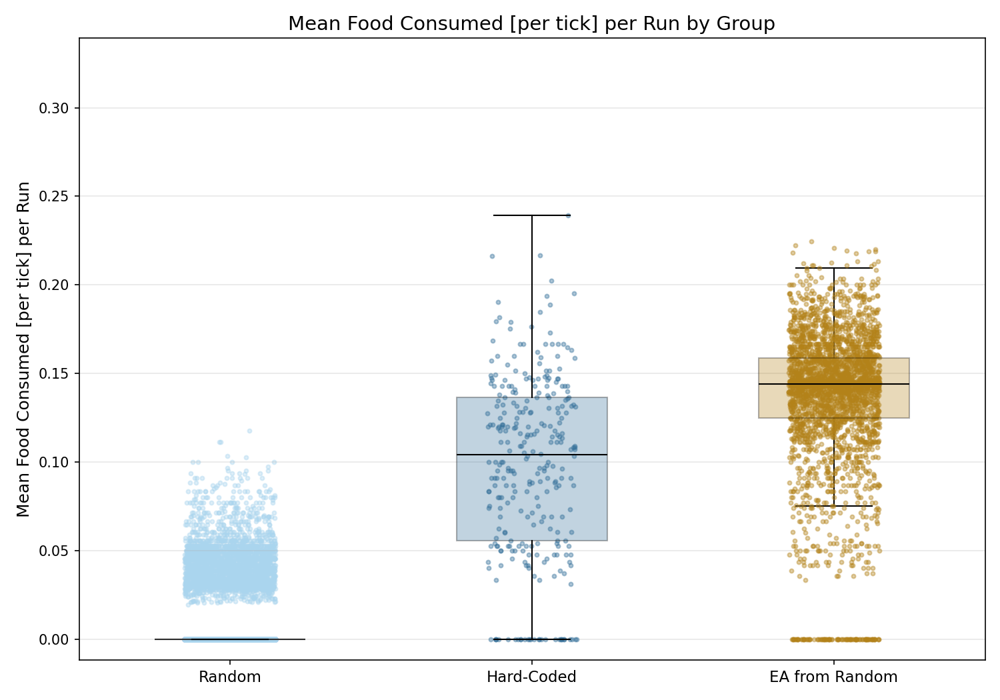 Mean Food Consumed [per tick] per Run by Group
Mean Food Consumed [per tick] per Run
0.30
0.25
0.20
0.15
0.10
0.05
0.00
Random
Hard-Coded
EA from Random